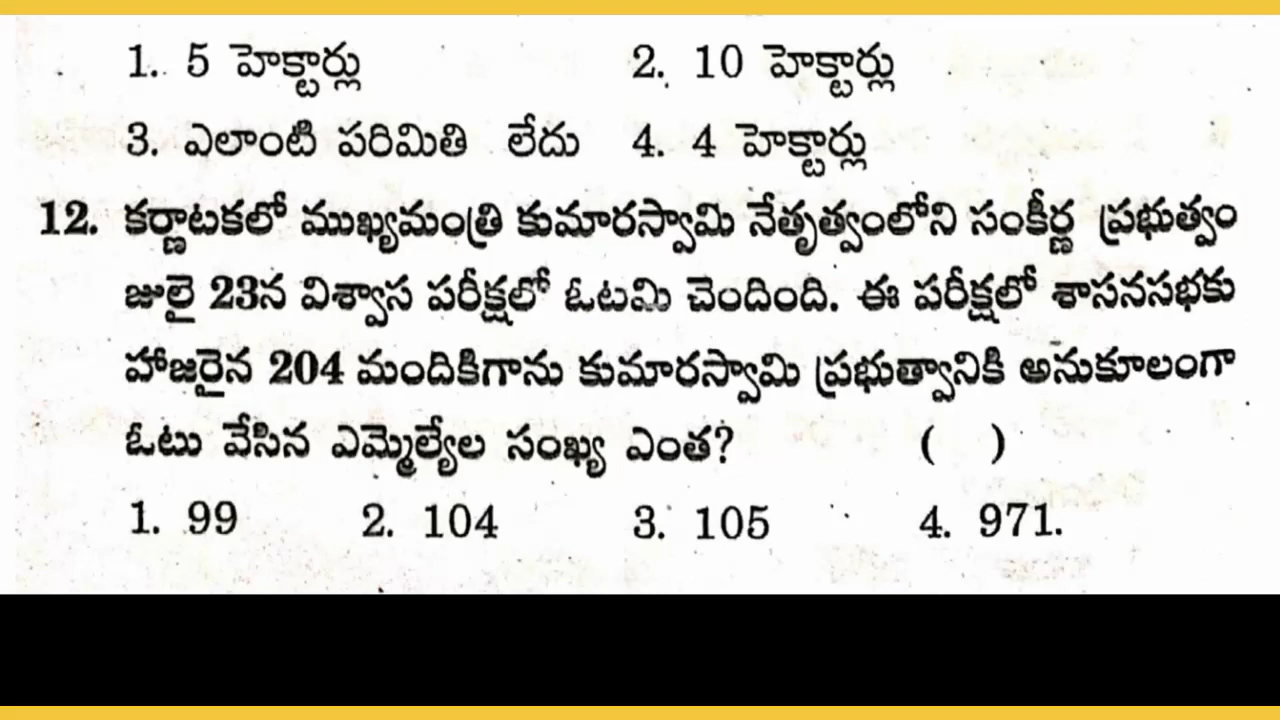 1. 5 హెక్టార్లు 2. 10 హెక్టార్లు
3. ఎలాంటి పరిమితి లేదు 4. 4 హెక్టార్లు
12. కర్ణాటకలో ముఖ్యమంత్రి కుమారస్వామి నేతృత్వంలోని సంకీర్ణ ప్రభుత్వం
జులై 23న విశ్వాస పరీక్షలో ఓటమి చెందింది. ఈ పరీక్షలో శాసనసభకు
హాజరైన 204 మందికిగాను కుమారస్వామి ప్రభుత్వానికి అనుకూలంగా
ఓటు వేసిన ఎమ్మెల్యేల సంఖ్య ఎంత? ( )
1. 99 2. 104 3. 105 4. 971.